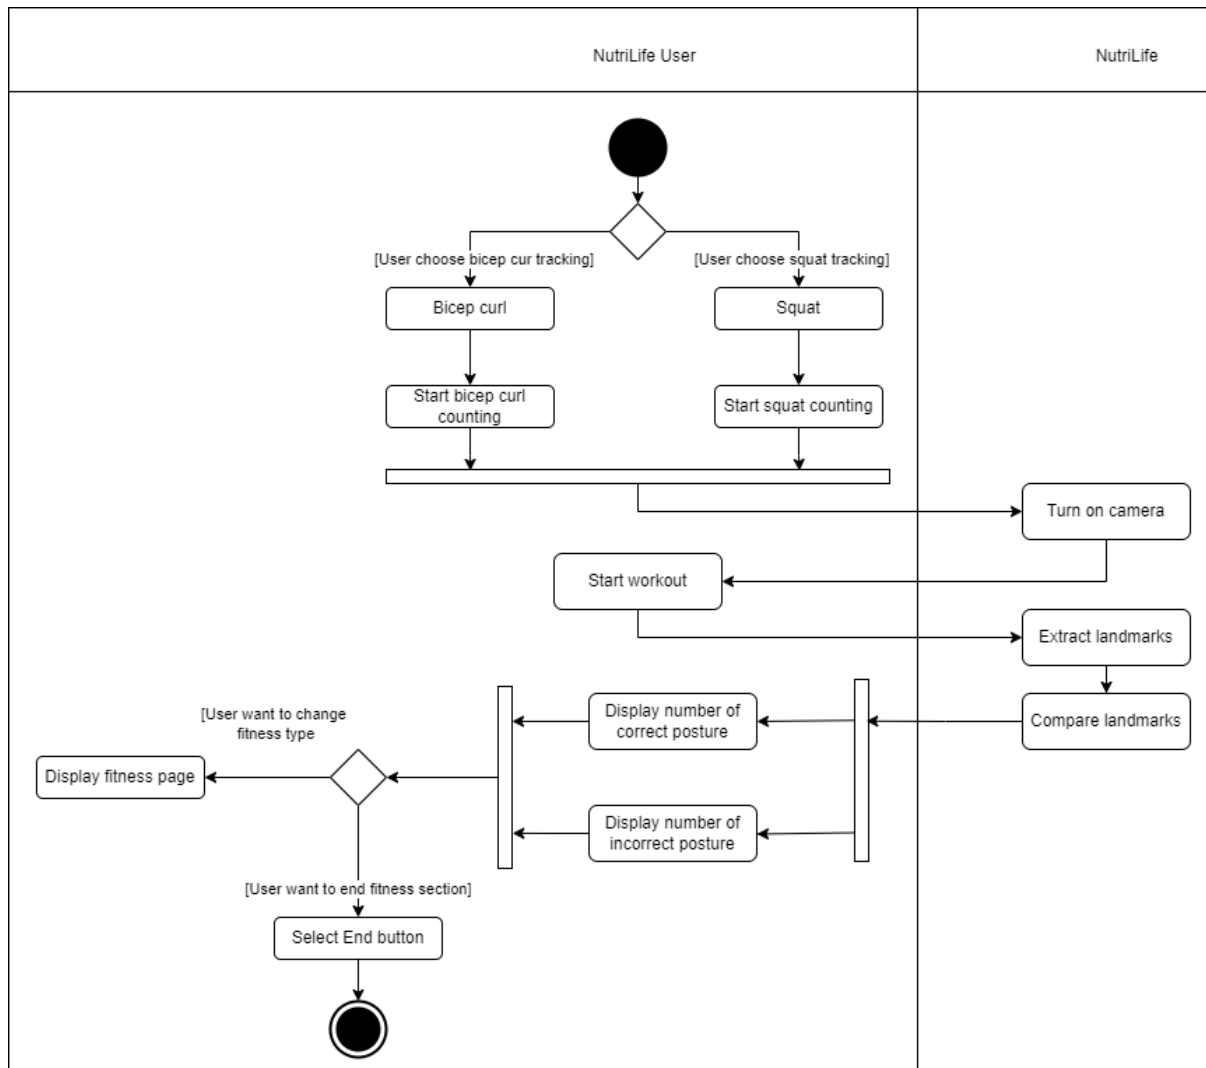 NutriLife User
NutriLife
[User choose bicep cur tracking]
[User choose squat tracking]
Bicep curl
Squat
Start bicep curl
counting
Start squat counting
Turn on camera
Start workout
Extract landmarks
Display number of
correct posture
Compare landmarks
[User want to change
fitness type
Display fitness page
Display number of
incorrect posture
[User want to end fitness section]
Select End button